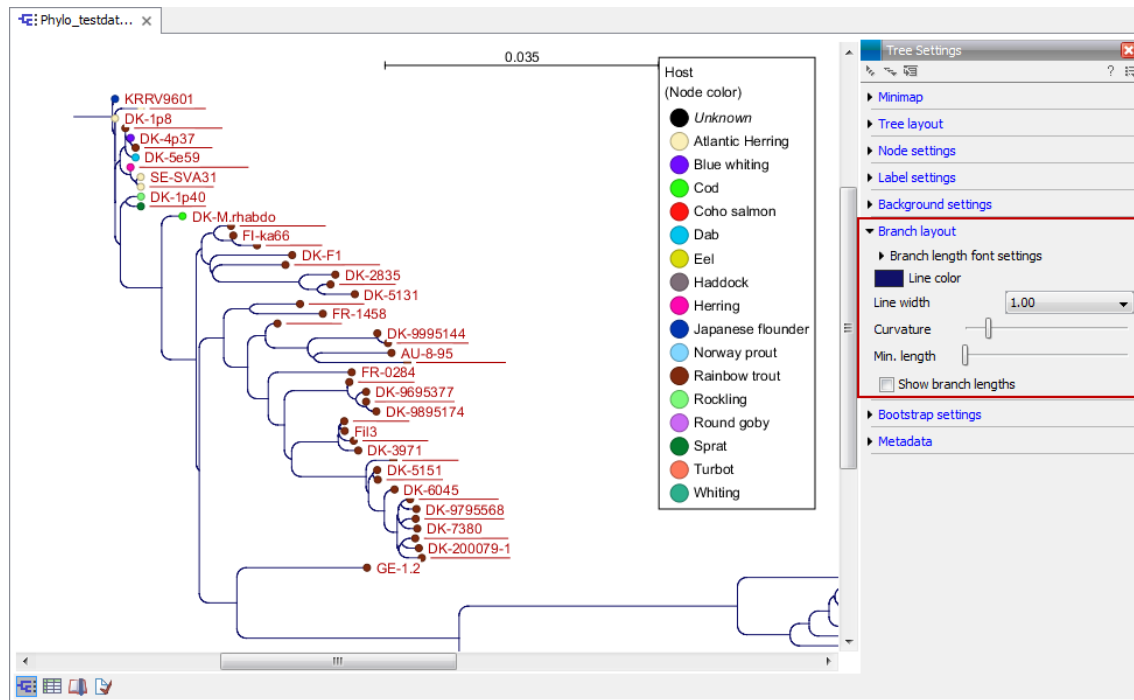 Phylo_testdat...
0.035
KRRV9601
DK-1p8
DK-4p37
DK-5e59
SE-SVA31
DK-1p40
DK-M.rhabdo
FI-ka66
DK-F1
DK-2835
DK-5131
FR-1458
DK-9995144
AU-8-95
FR-0284
DK-9695377
DK-9895174
Fil3
DK-3971
DK-5151
DK-6045
DK-9795568
DK-7380
DK-200079-1
GE-1.2
Host
(Node color)
Unknown
Atlantic Herring
Blue whiting
Cod
Coho salmon
Dab
Eel
Haddock
Herring
Japanese flounder
Norway prout
Rainbow trout
Rockling
Round goby
Sprat
Turbot
Whiting
Tree Settings
?
Minimap
Tree layout
Node settings
Label settings
Background settings
Branch layout
Branch length font settings
Line color
Line width 1.00
Curvature
Min. length
Show branch lengths
Bootstrap settings
Metadata